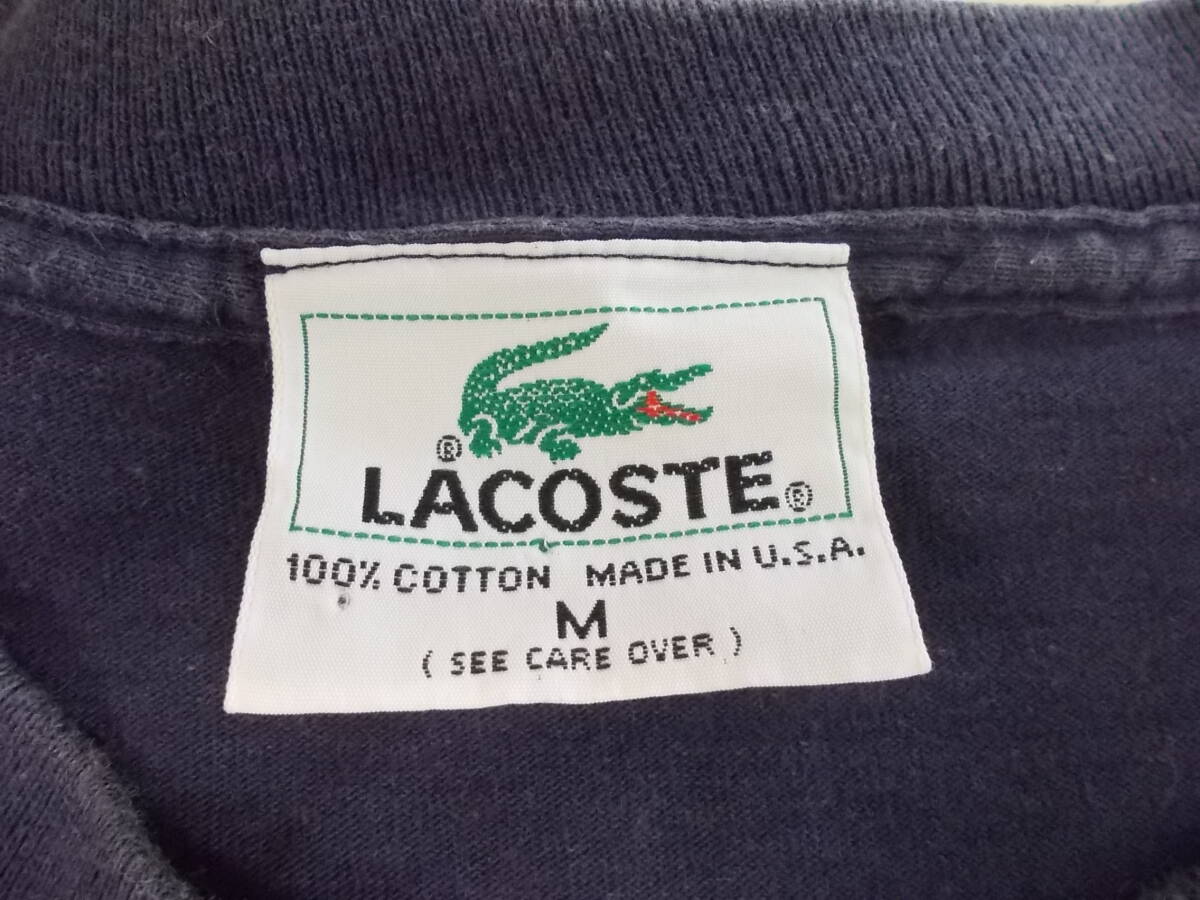 ®
LACOSTE®
100% COTTON MADE IN U.S.A.
M
( SEE CARE OVER )